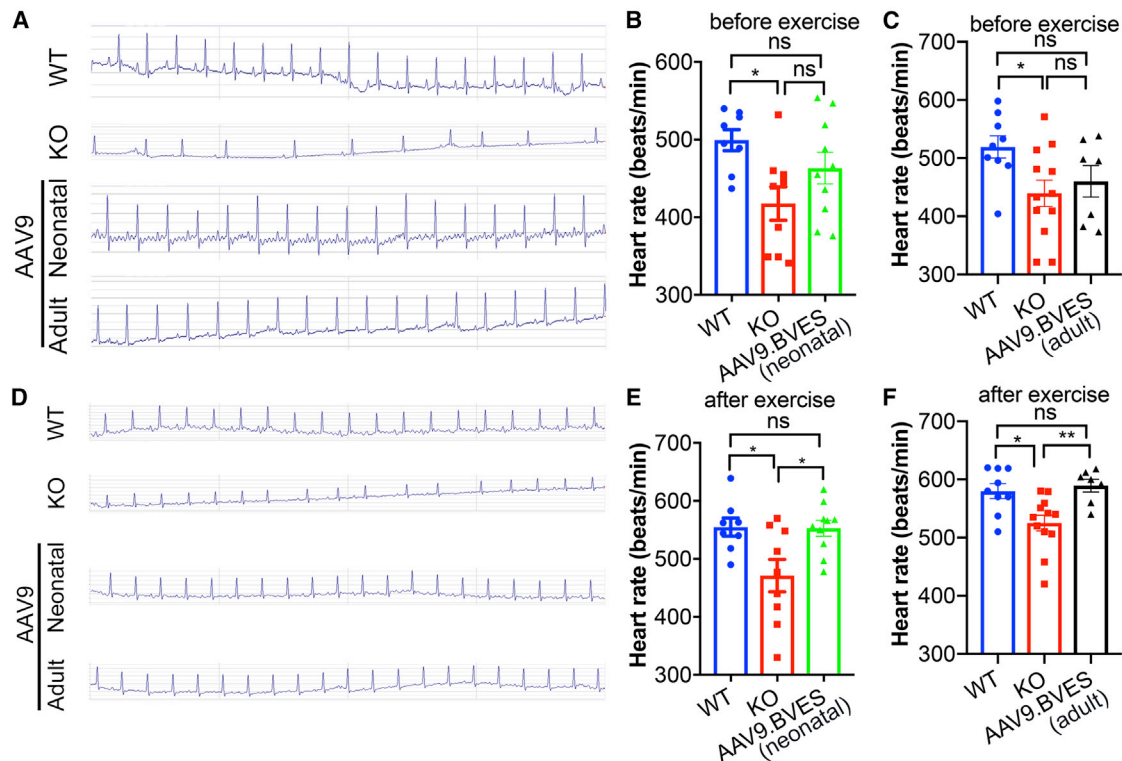 A
WT
KO
AAV9
Neonatal
Adult
B
before exercise
ns
*
ns
Heart rate (beats/min)
600
500
400
300
WT
KO
AAV9.BVES
(neonatal)
C
before exercise
ns
*
ns
Heart rate (beats/min)
700
600
500
400
300
WT
KO
AAV9.BVES
(adult)
D
WT
KO
AAV9
Neonatal
Adult
E
after exercise
ns
*
*
Heart rate (beats/min)
700
600
500
400
300
WT
KO
AAV9.BVES
(neonatal)
F
after exercise
ns
*
**
Heart rate (beats/min)
700
600
500
400
300
WT
KO
AAV9.BVES
(adult)